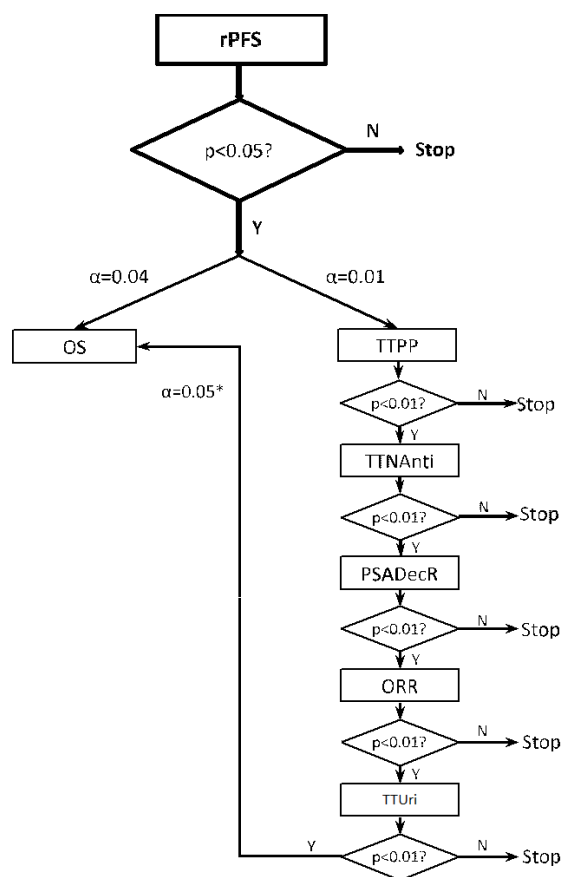 rPFS
p<0.05?
N
Stop
Y
α=0.04
α=0.01
OS
TTPP
α=0.05*
p<0.01?
N
Stop
Y
TTNAnti
p<0.01?
N
Stop
Y
PSADecR
p<0.01?
N
Stop
Y
ORR
p<0.01?
N
Stop
Y
TTUri
p<0.01?
Y
N
Stop